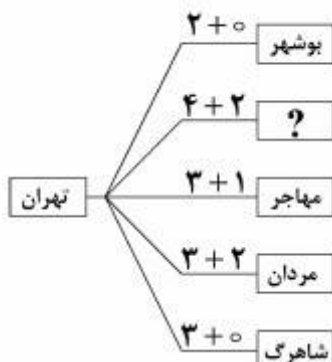 ۲+۰
بوشهر
۴+۲
?
تهران
۳+۱
مهاجر
۳+۲
مردان
۳+۰
شاهرگ